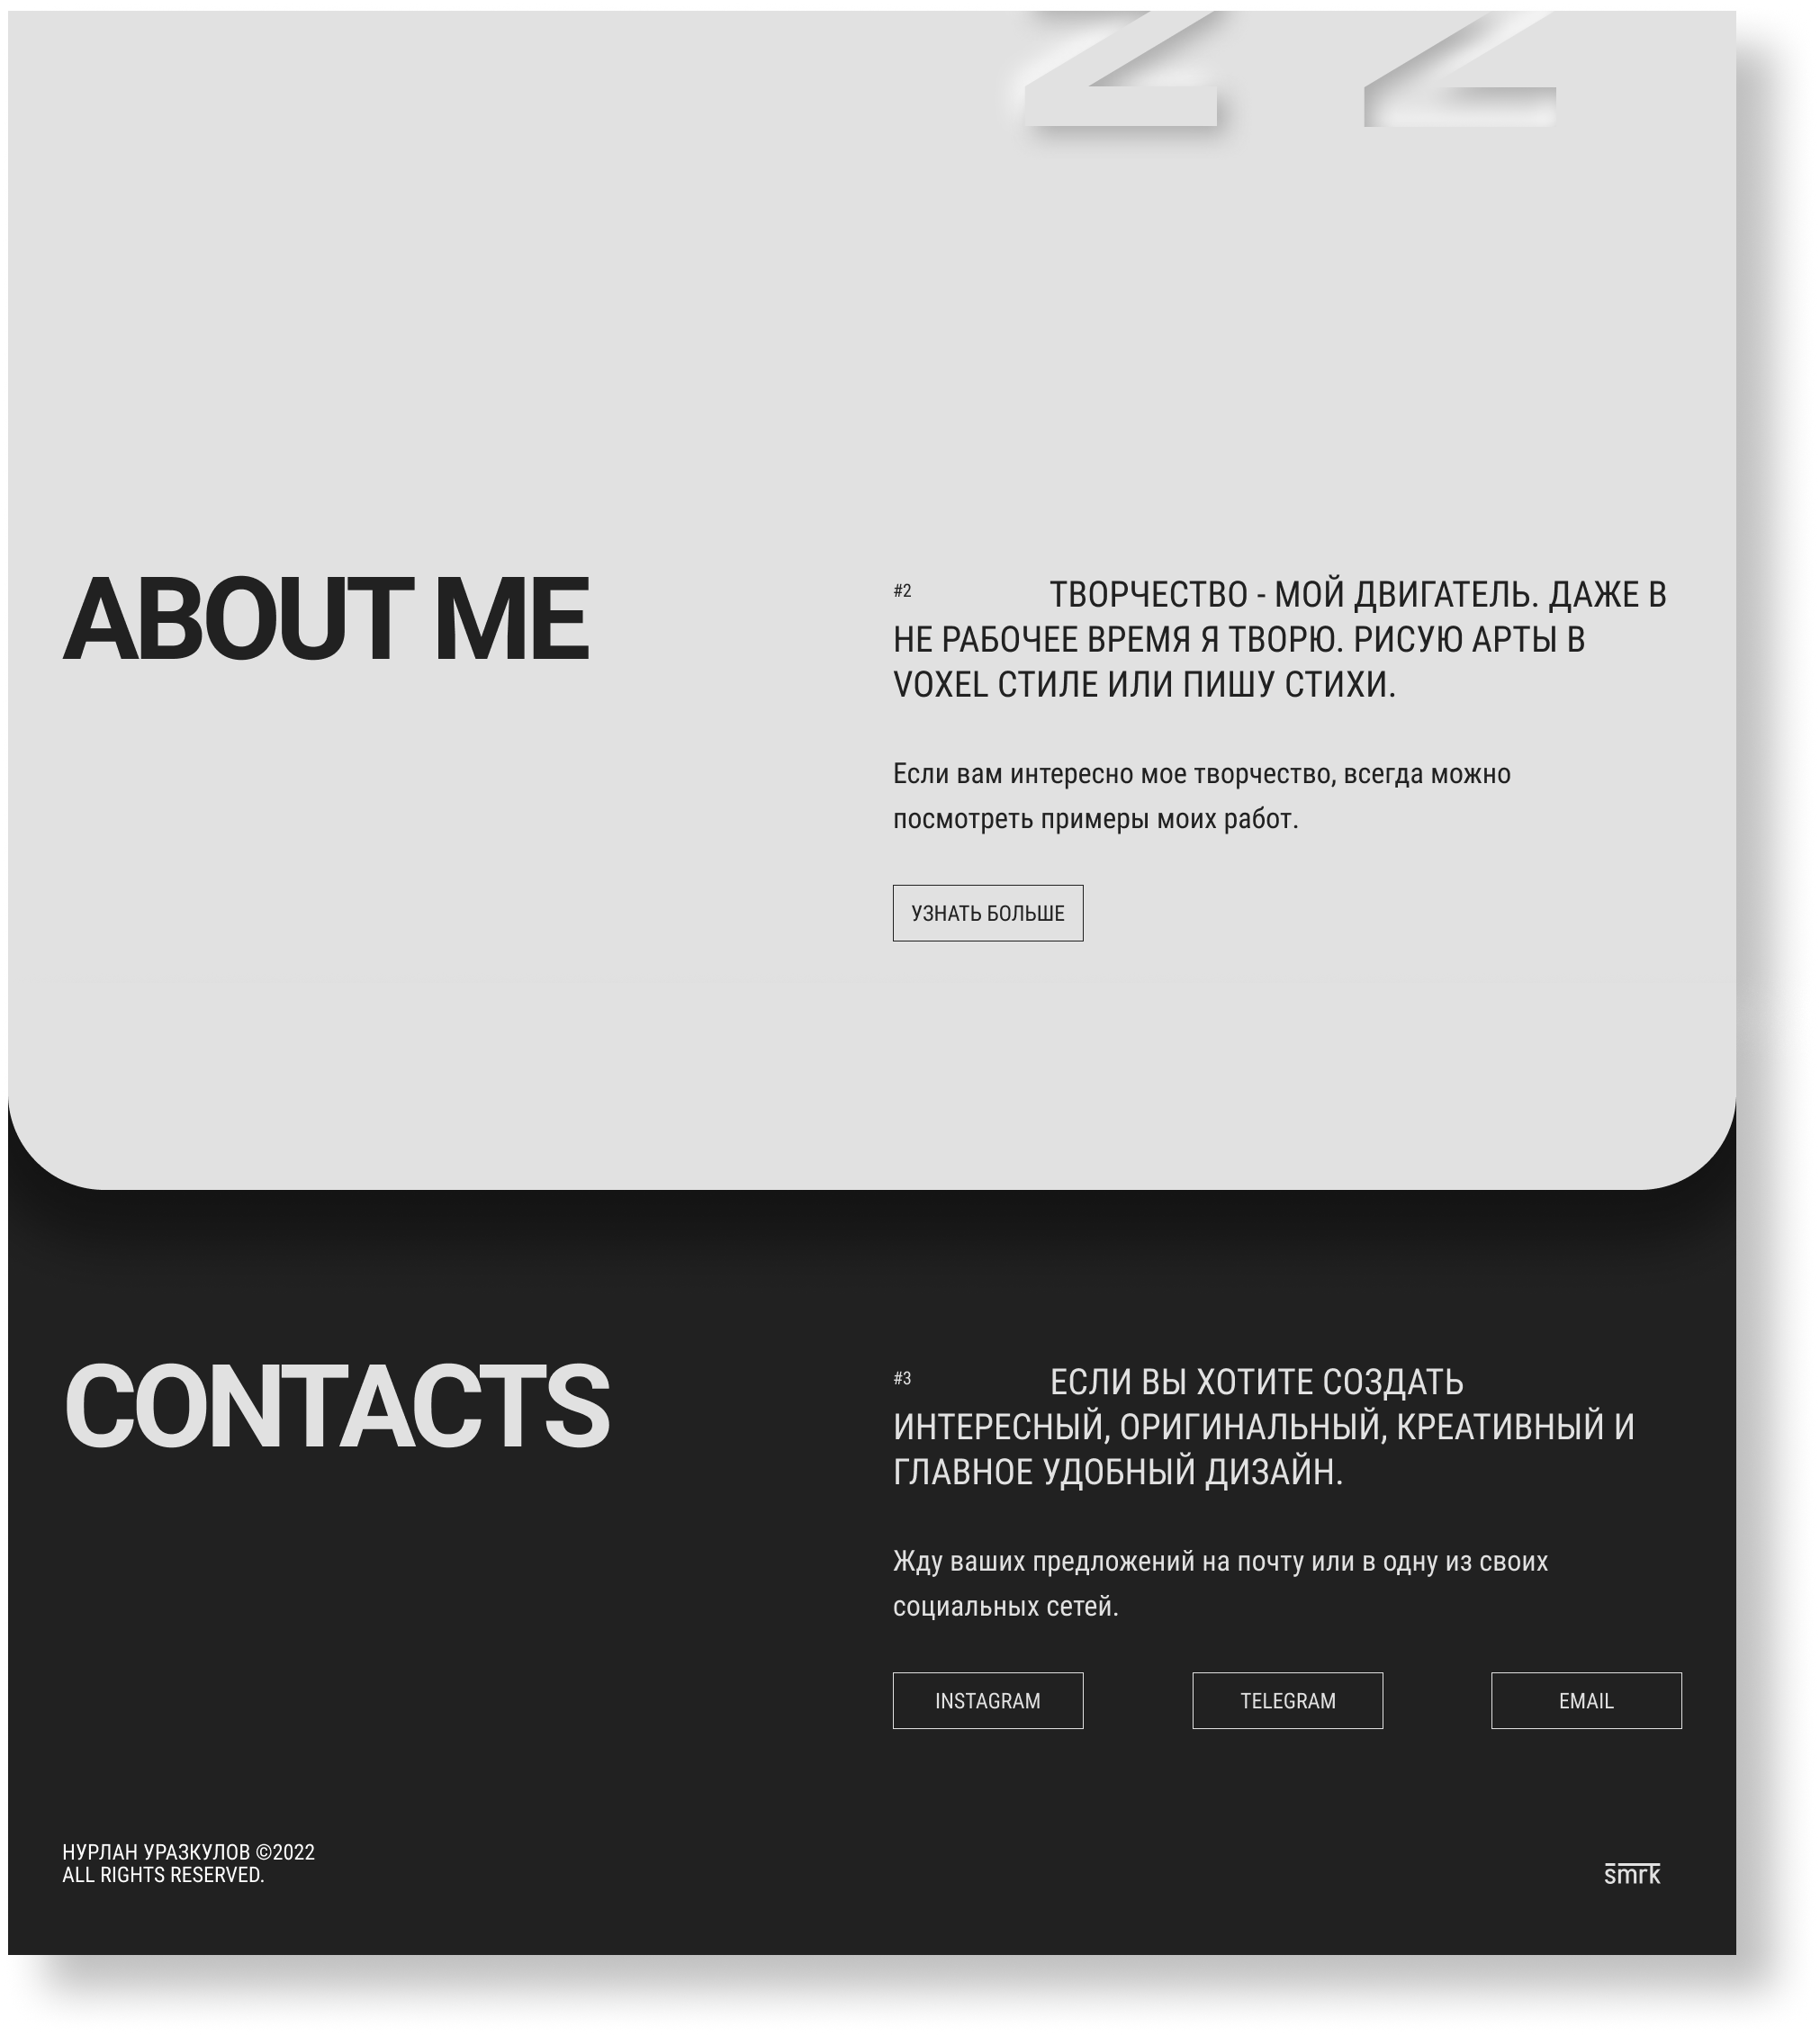 ABOUT ME
#2 ТВОРЧЕСТВО - МОЙ ДВИГАТЕЛЬ. ДАЖЕ В
НЕ РАБОЧЕЕ ВРЕМЯ Я ТВОРЮ. РИСУЮ АРТЫ В
VOXEL СТИЛЕ ИЛИ ПИШУ СТИХИ.
Если вам интересно мое творчество, всегда можно
посмотреть примеры моих работ.
УЗНАТЬ БОЛЬШЕ
CONTACTS
#3 ЕСЛИ ВЫ ХОТИТЕ СОЗДАТЬ
ИНТЕРЕСНЫЙ, ОРИГИНАЛЬНЫЙ, КРЕАТИВНЫЙ И
ГЛАВНОЕ УДОБНЫЙ ДИЗАЙН.
Жду ваших предложений на почту или в одну из своих
социальных сетей.
INSTAGRAM
TELEGRAM
EMAIL
НУРЛАН УРАЗКУЛОВ ©2022
ALL RIGHTS RESERVED.
smrk